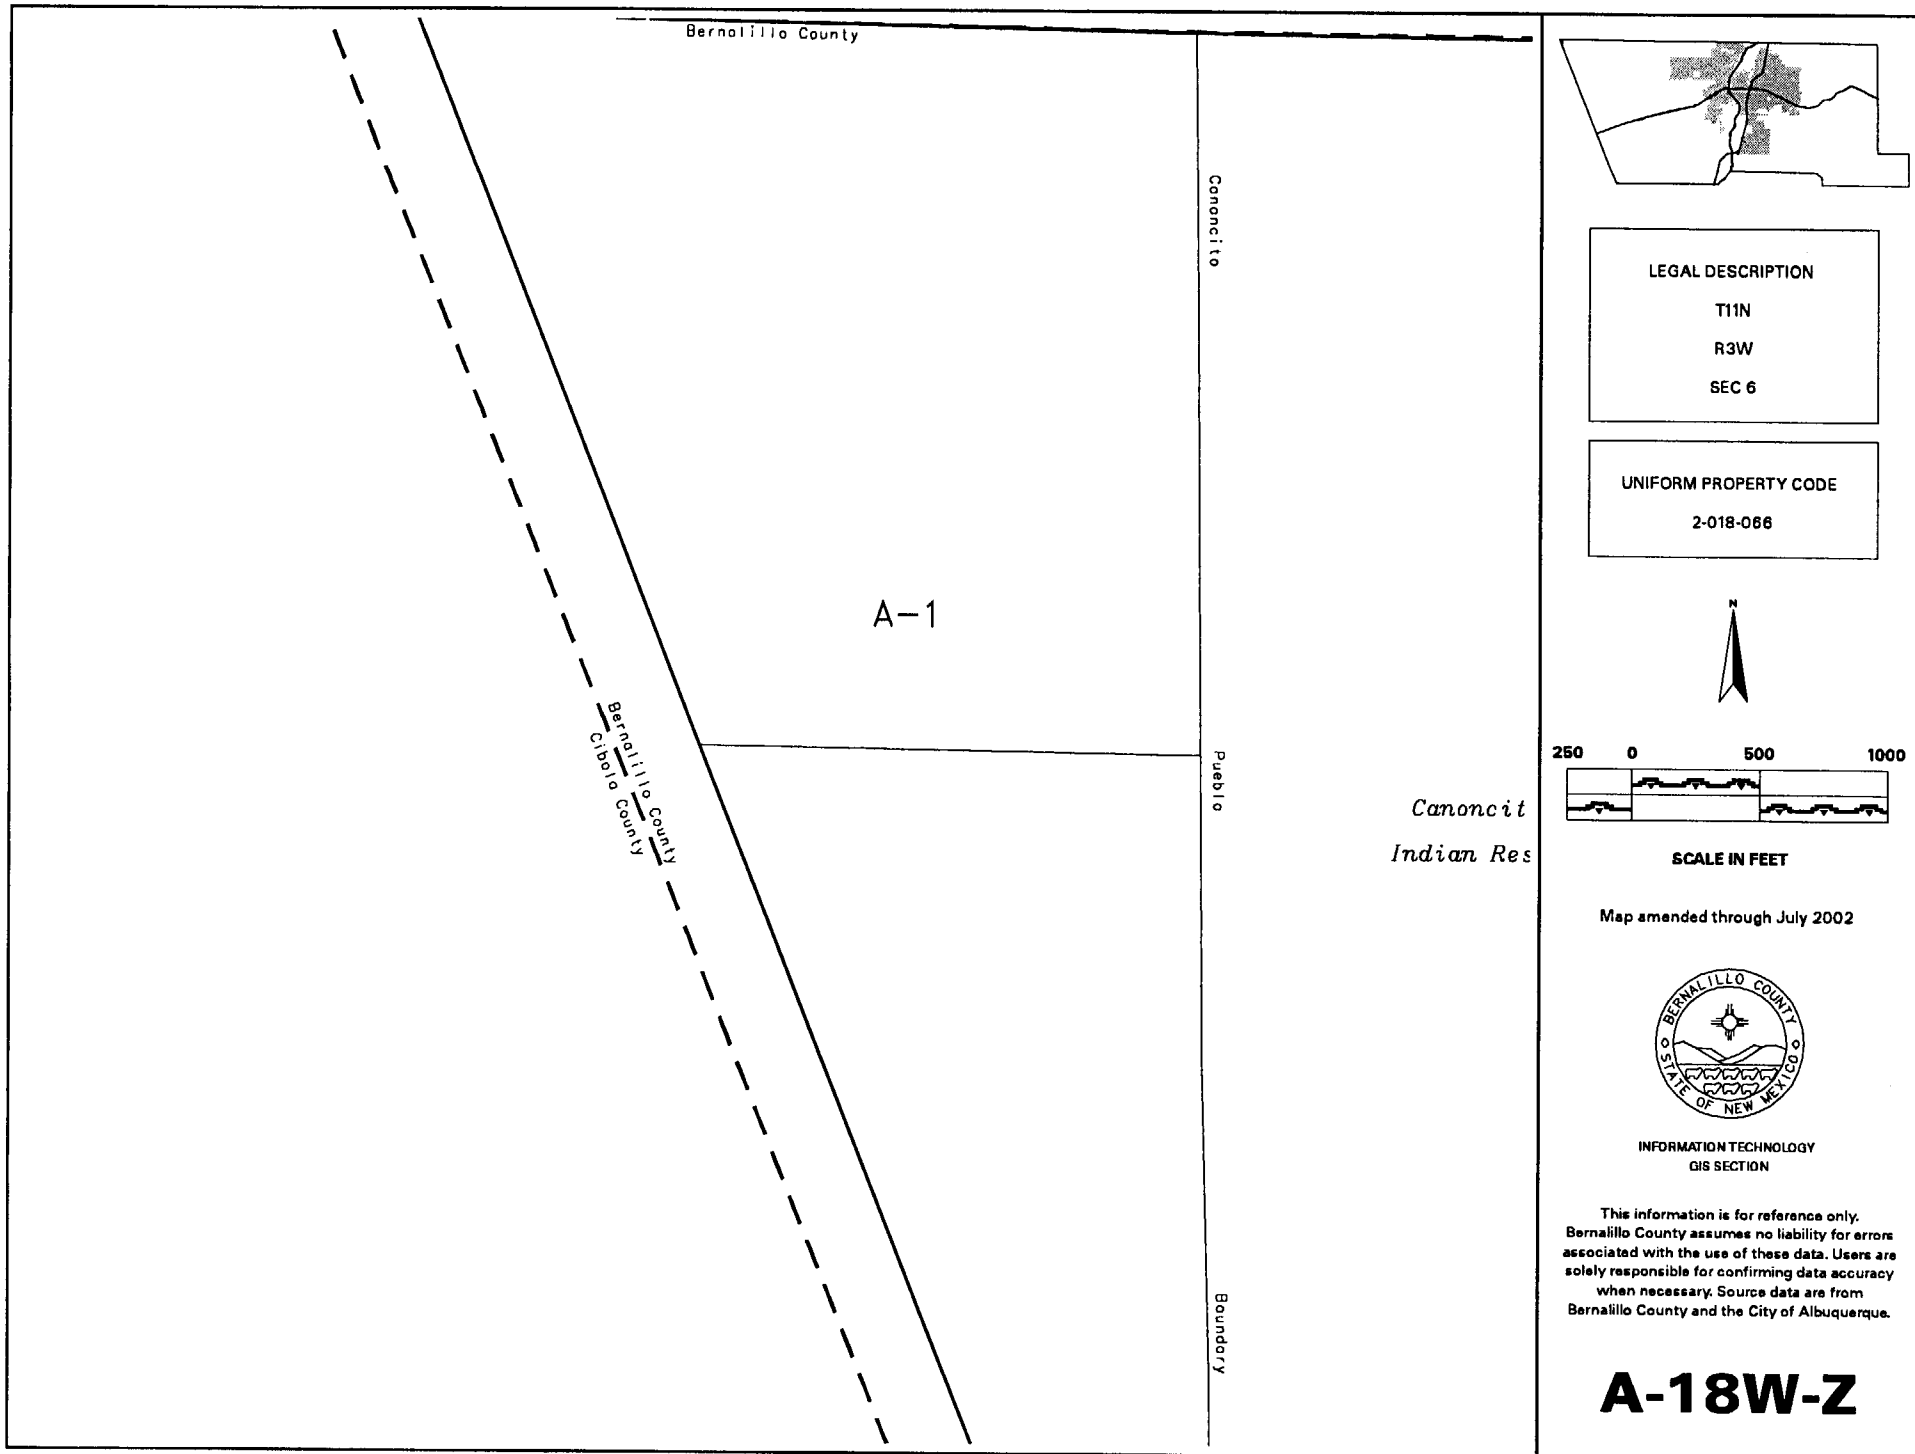 Bernalillo County
Canoncito
A-1
Bernalillo County
Cibola County
Pueblo
Canoncit
Indian Res
Boundary
LEGAL DESCRIPTION
T11N
R3W
SEC 6
UNIFORM PROPERTY CODE
2-018-066
N
250 0 500 1000
SCALE IN FEET
Map amended through July 2002
BERNALILLO COUNTY
STATE OF NEW MEXICO
INFORMATION TECHNOLOGY
GIS SECTION
This information is for reference only.
Bernalillo County assumes no liability for errors
associated with the use of these data. Users are
solely responsible for confirming data accuracy
when necessary. Source data are from
Bernalillo County and the City of Albuquerque.
A-18W-Z